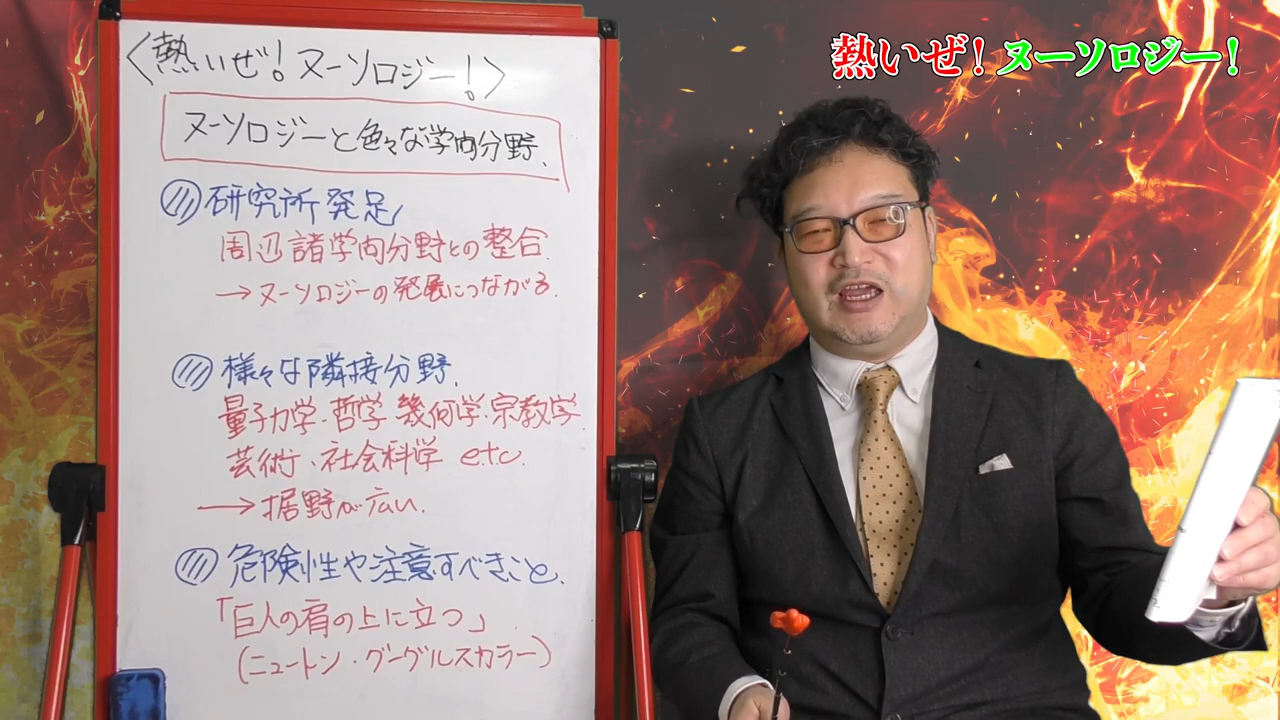 〈熱いぜ！ヌーソロジー！〉
ヌーソロジーと色々な学問分野、
研究所発足！
周辺諸学問分野との整合、
→ヌーソロジーの発展につながる．
様々な隣接分野、
量子力学・哲学・幾何学・宗教学、
芸術、社会科学 e.t.c.
→据野が広い．
危険性や注意すべきこと、
「巨人の肩の上に立つ」
(ニュートン・グーグルスカラー)
熱いぜ！ヌーソロジー！